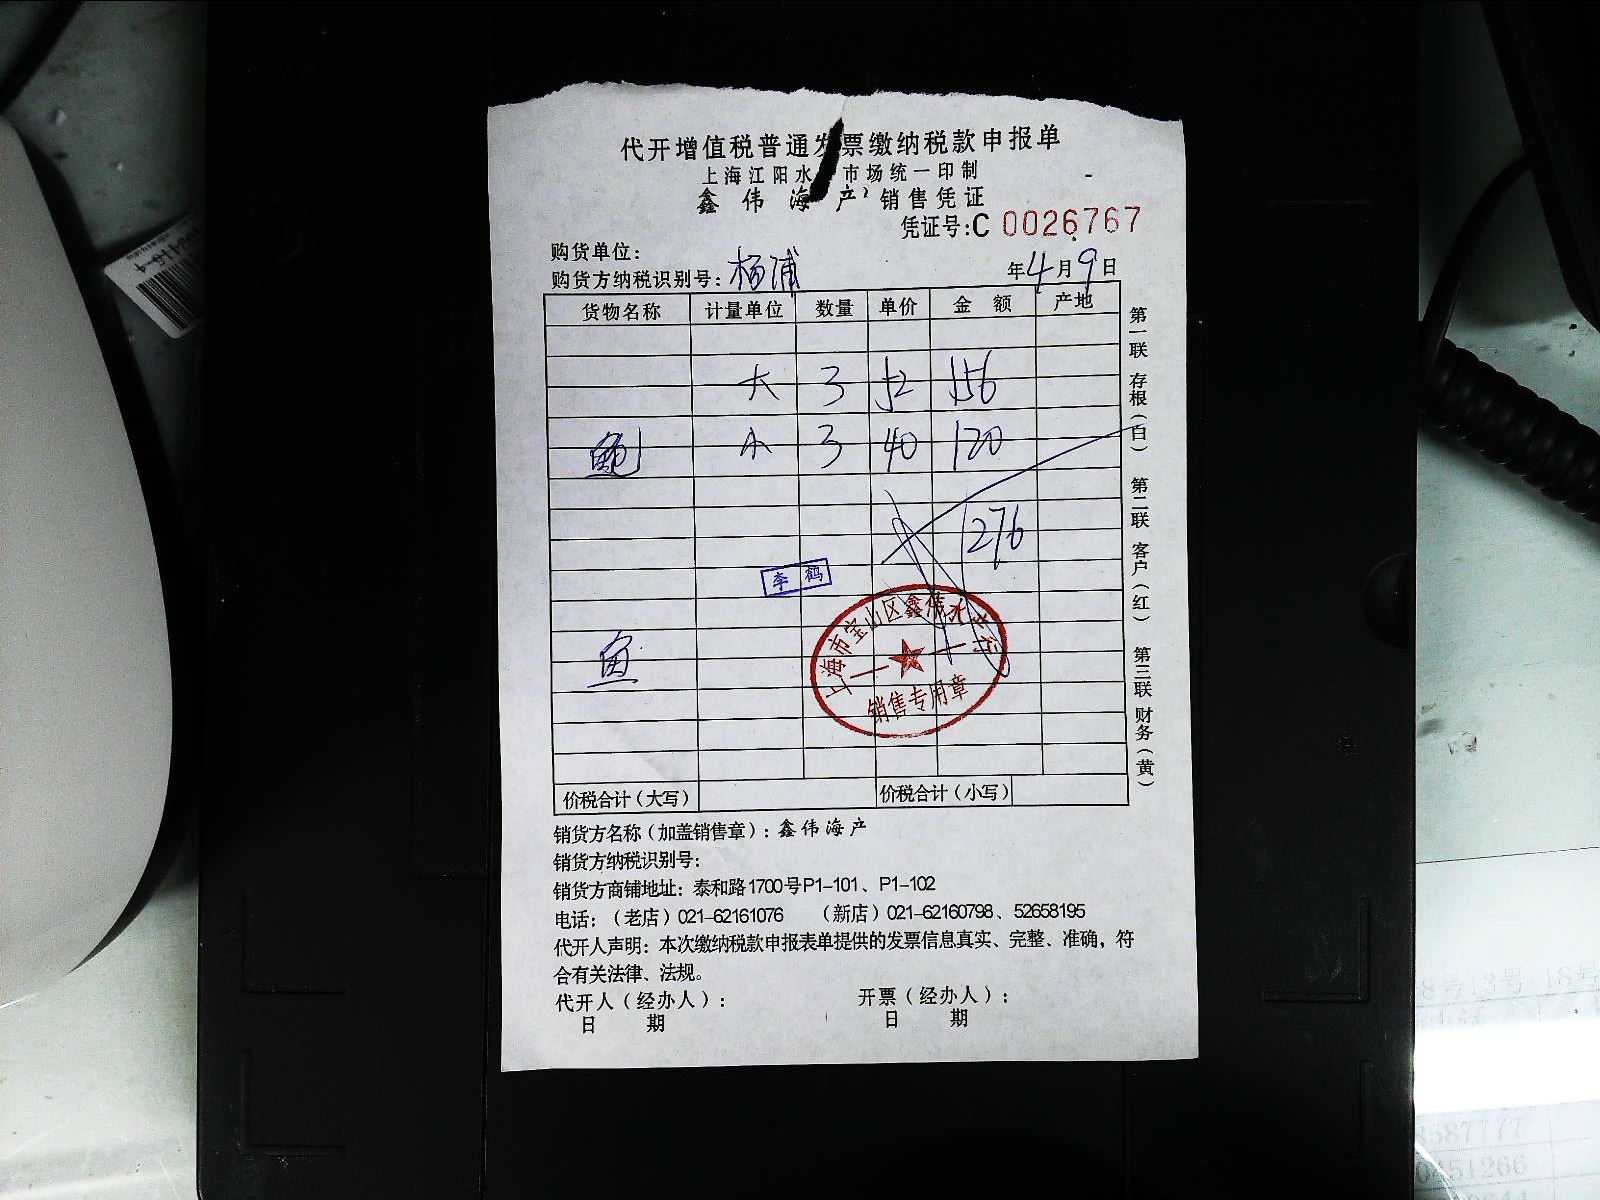 代开增值税普通发票缴纳税款申报单
上海江阳水 市场统一印制
鑫伟海产 销售凭证
凭证号:C 0026767
购货单位:
购货方纳税识别号: 杨浦 年4月9日
货物名称 计量单位 数量 单价 金额 产地
大 3 52 156
鲍 小 3 40 120
276
李鹤
鱼
上海市宝山区鑫伟水产行
销售专用章
价税合计(大写) 价税合计(小写)
第一联 存根(白) 第二联 客户(红) 第三联 财务(黄)
销货方名称(加盖销售章):鑫伟海产
销货方纳税识别号:
销货方商铺地址:泰和路1700号P1-101、P1-102
电话:(老店)021-62161076 (新店)021-62160798、52658195
代开人声明:本次缴纳税款申报表单提供的发票信息真实、完整、准确,符
合有关法律、法规。
代开人(经办人): 开票(经办人):
日期 日期